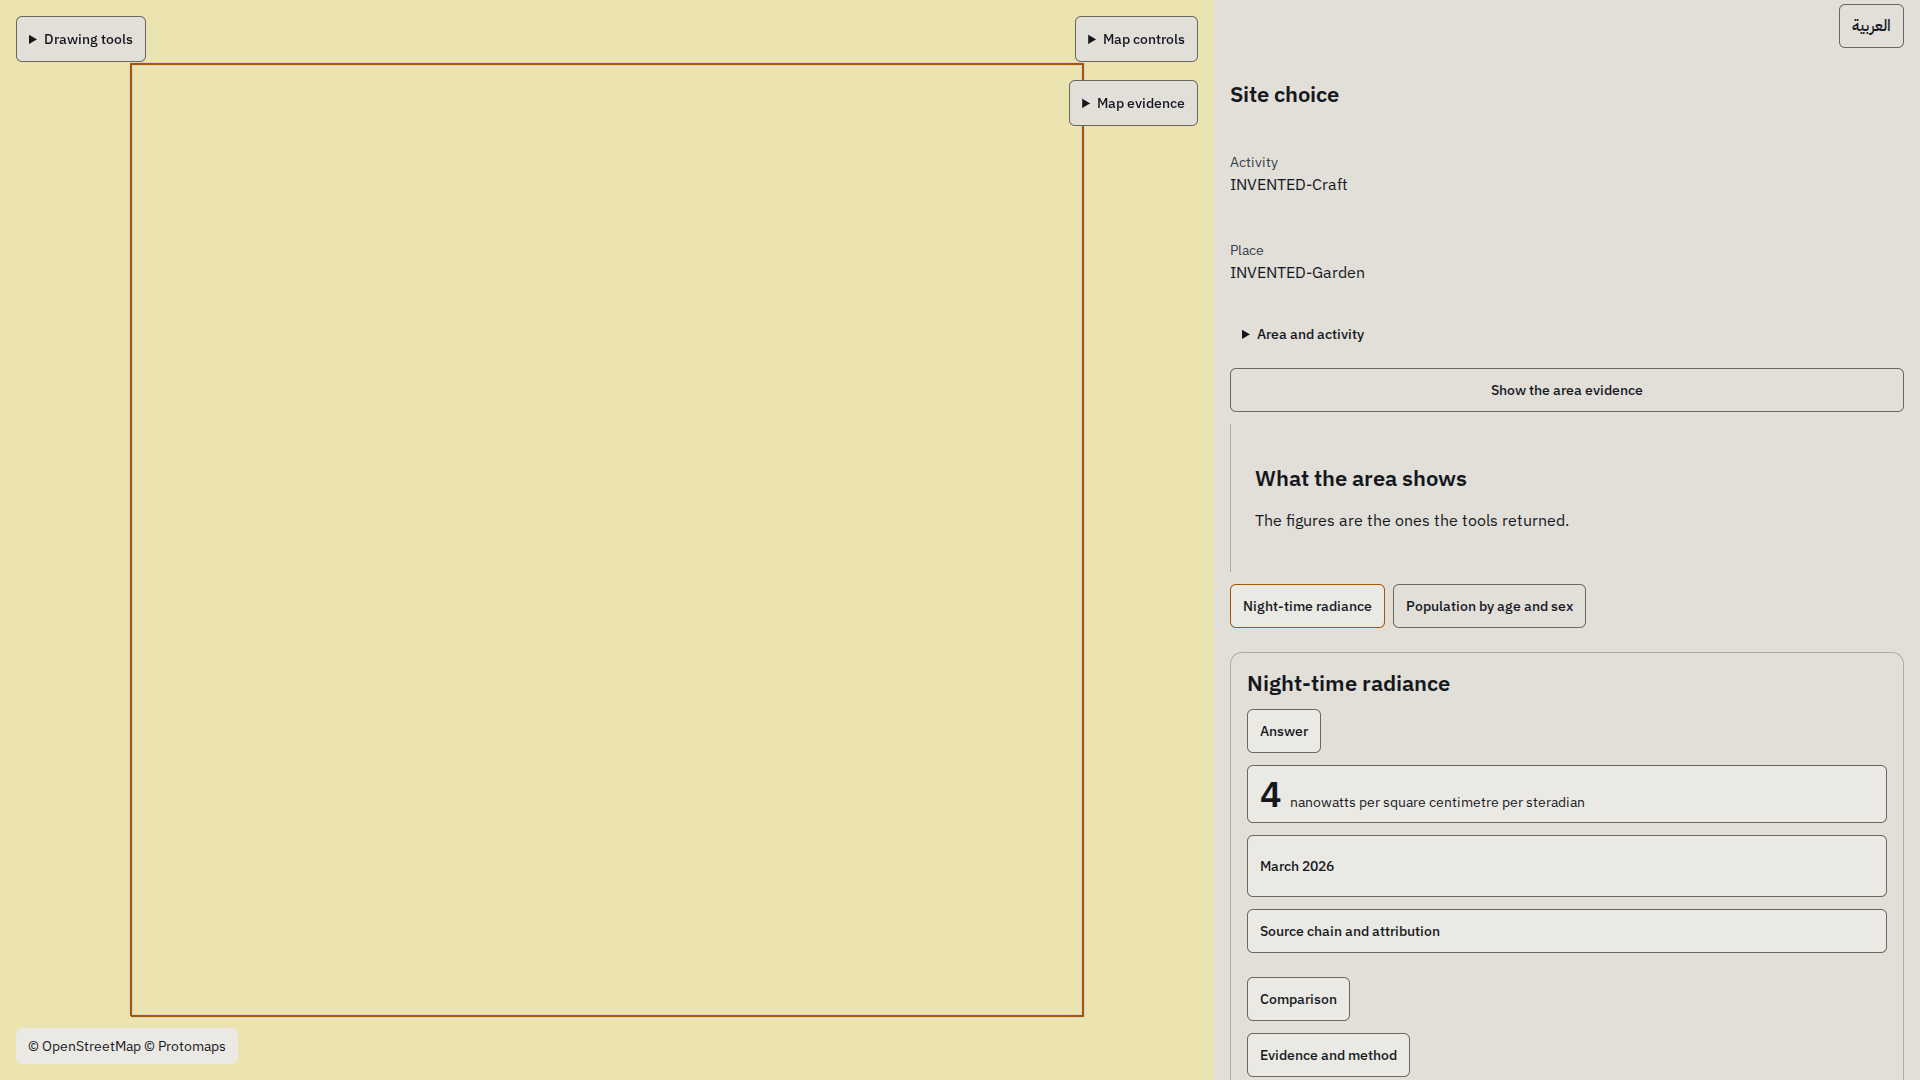 Drawing tools
Map controls
Map evidence
© OpenStreetMap © Protomaps
العربية
Site choice
Activity
INVENTED-Craft
Place
INVENTED-Garden
Area and activity
Show the area evidence
What the area shows
The figures are the ones the tools returned.
Night-time radiance
Population by age and sex
Night-time radiance
Answer
4 nanowatts per square centimetre per steradian
March 2026
Source chain and attribution
Comparison
Evidence and method